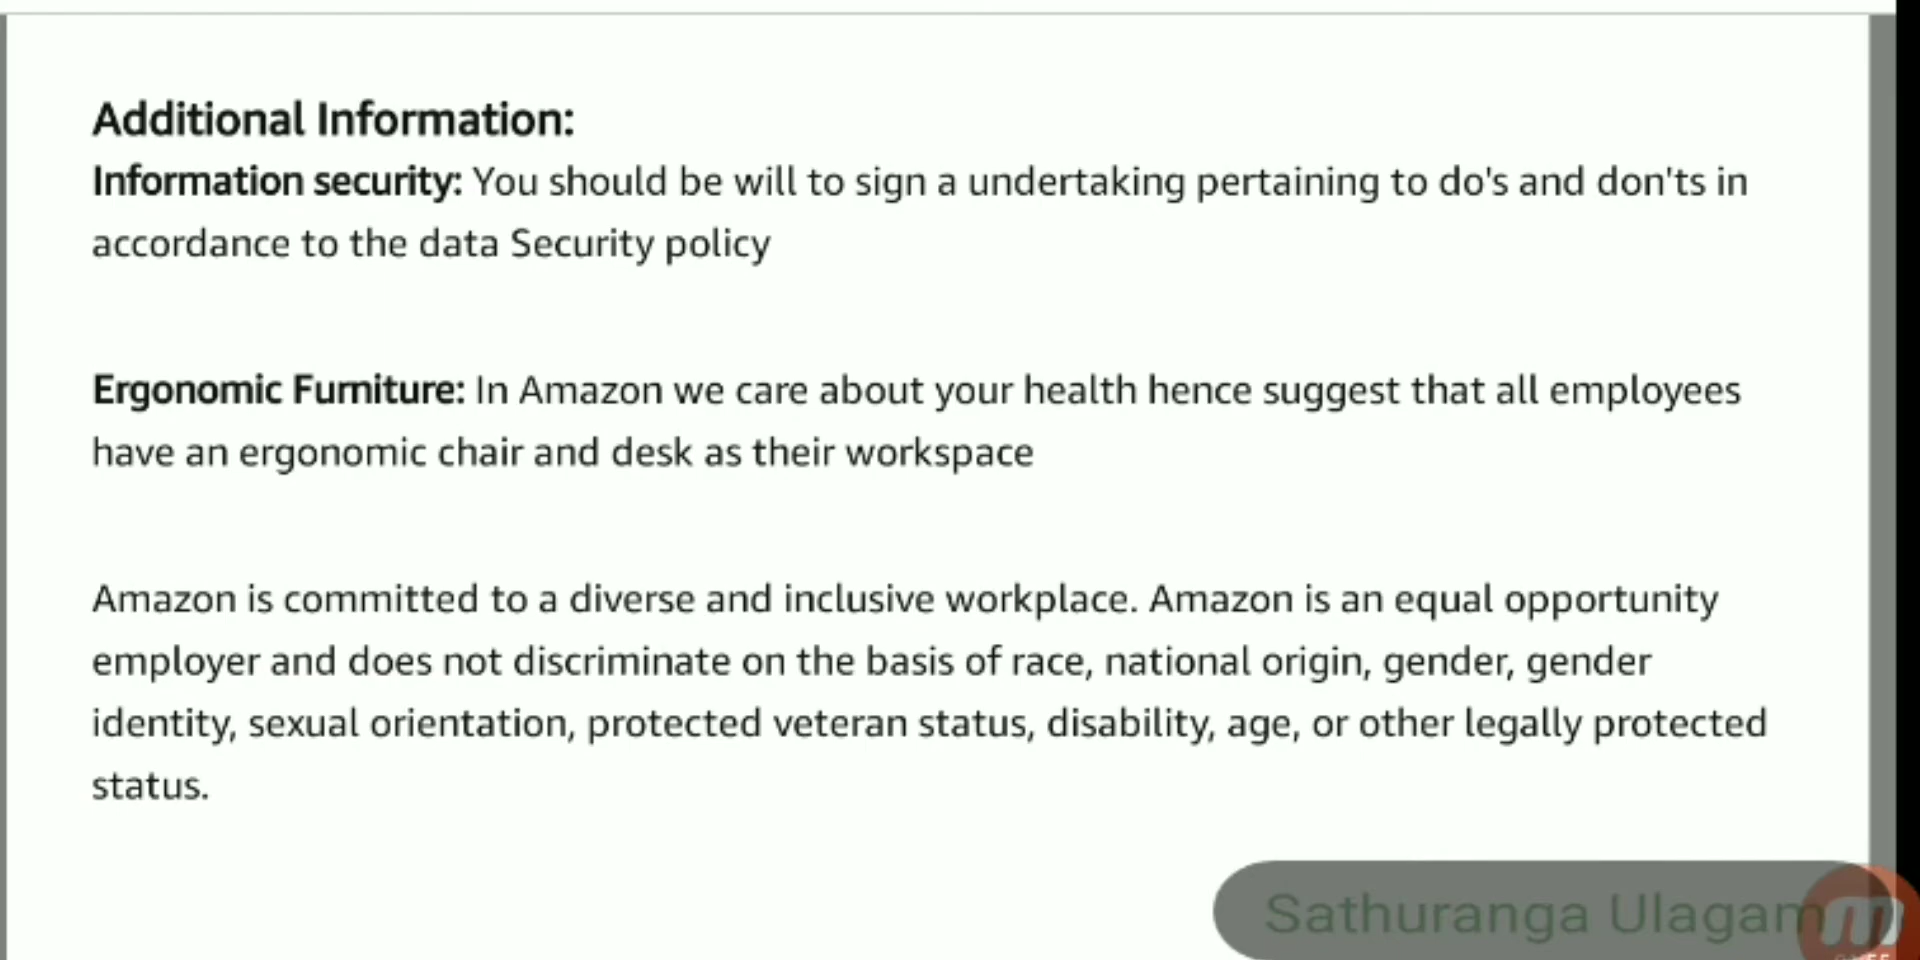 Additional Information:
Information security: You should be will to sign a undertaking pertaining to do's and don'ts in
accordance to the data Security policy
Ergonomic Furniture: In Amazon we care about your health hence suggest that all employees
have an ergonomic chair and desk as their workspace
Amazon is committed to a diverse and inclusive workplace. Amazon is an equal opportunity
employer and does not discriminate on the basis of race, national origin, gender, gender
identity, sexual orientation, protected veteran status, disability, age, or other legally protected
status.
Sathuranga Ulagam